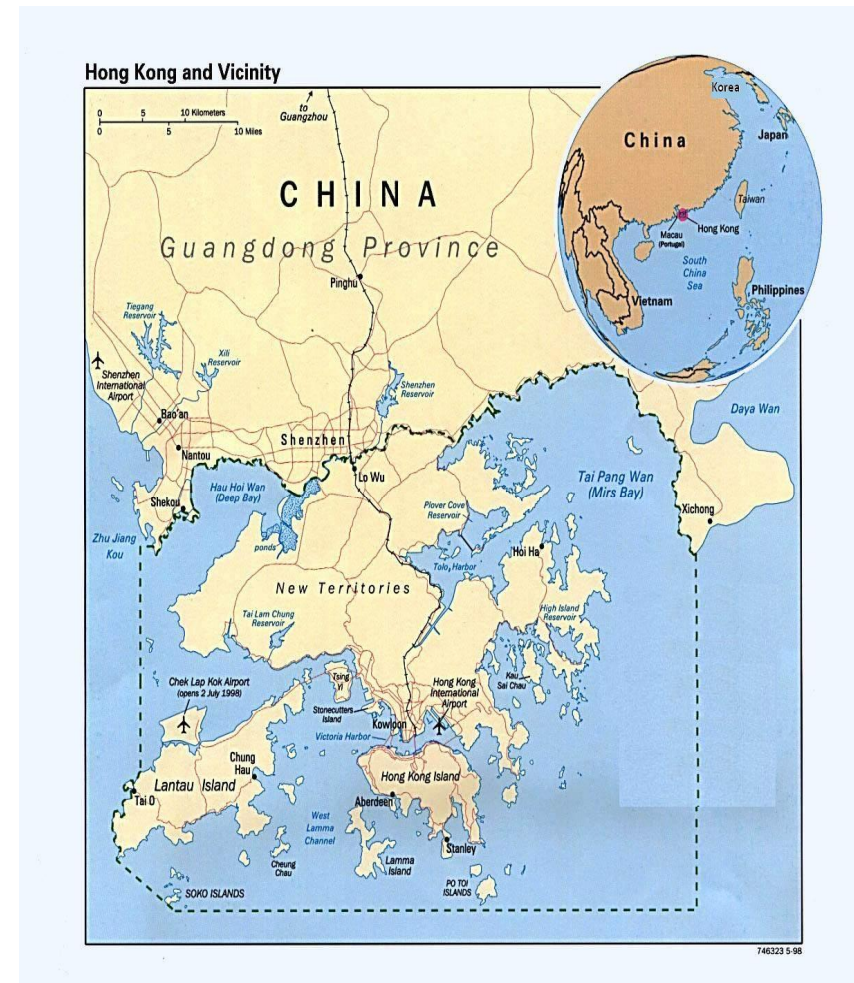 Hong Kong and Vicinity
0 5 10 Kilometers
0 5 10 Miles
to
Guangzhou
CHINA
Guangdong Province
Pinghu
Korea
China
Japan
Taiwan
Macau
(Portugal)
Hong Kong
South
China
Sea
Vietnam
Philippines
Tiegang
Reservoir
Xili
Reservoir
Shenzhen
International
Airport
Bao'an
Shenzhen
Reservoir
Nantou
Shenzhen
Daya Wan
Shekou
Hau Hoi Wan
(Deep Bay)
Lo Wu
Tai Pang Wan
(Mirs Bay)
Xichong
Zhu Jiang
Kou
ponds
Plover Cove
Reservoir
Tolo Harbor
Hoi Ha
New Territories
Tai Lam Chung
Reservoir
High Island
Reservoir
Chek Lap Kok Airport
(opens 2 July 1998)
Tsing
Yi
Kau
Sai Chau
Hong Kong
International
Airport
Stonecutters
Island
Kowloon
Victoria Harbor
Chung
Hau
Lantau Island
Tai O
Hong Kong Island
Aberdeen
West
Lamma
Channel
Stanley
Cheung
Chau
Lamma
Island
PO TOI
ISLANDS
SOKO ISLANDS
746323 5-98